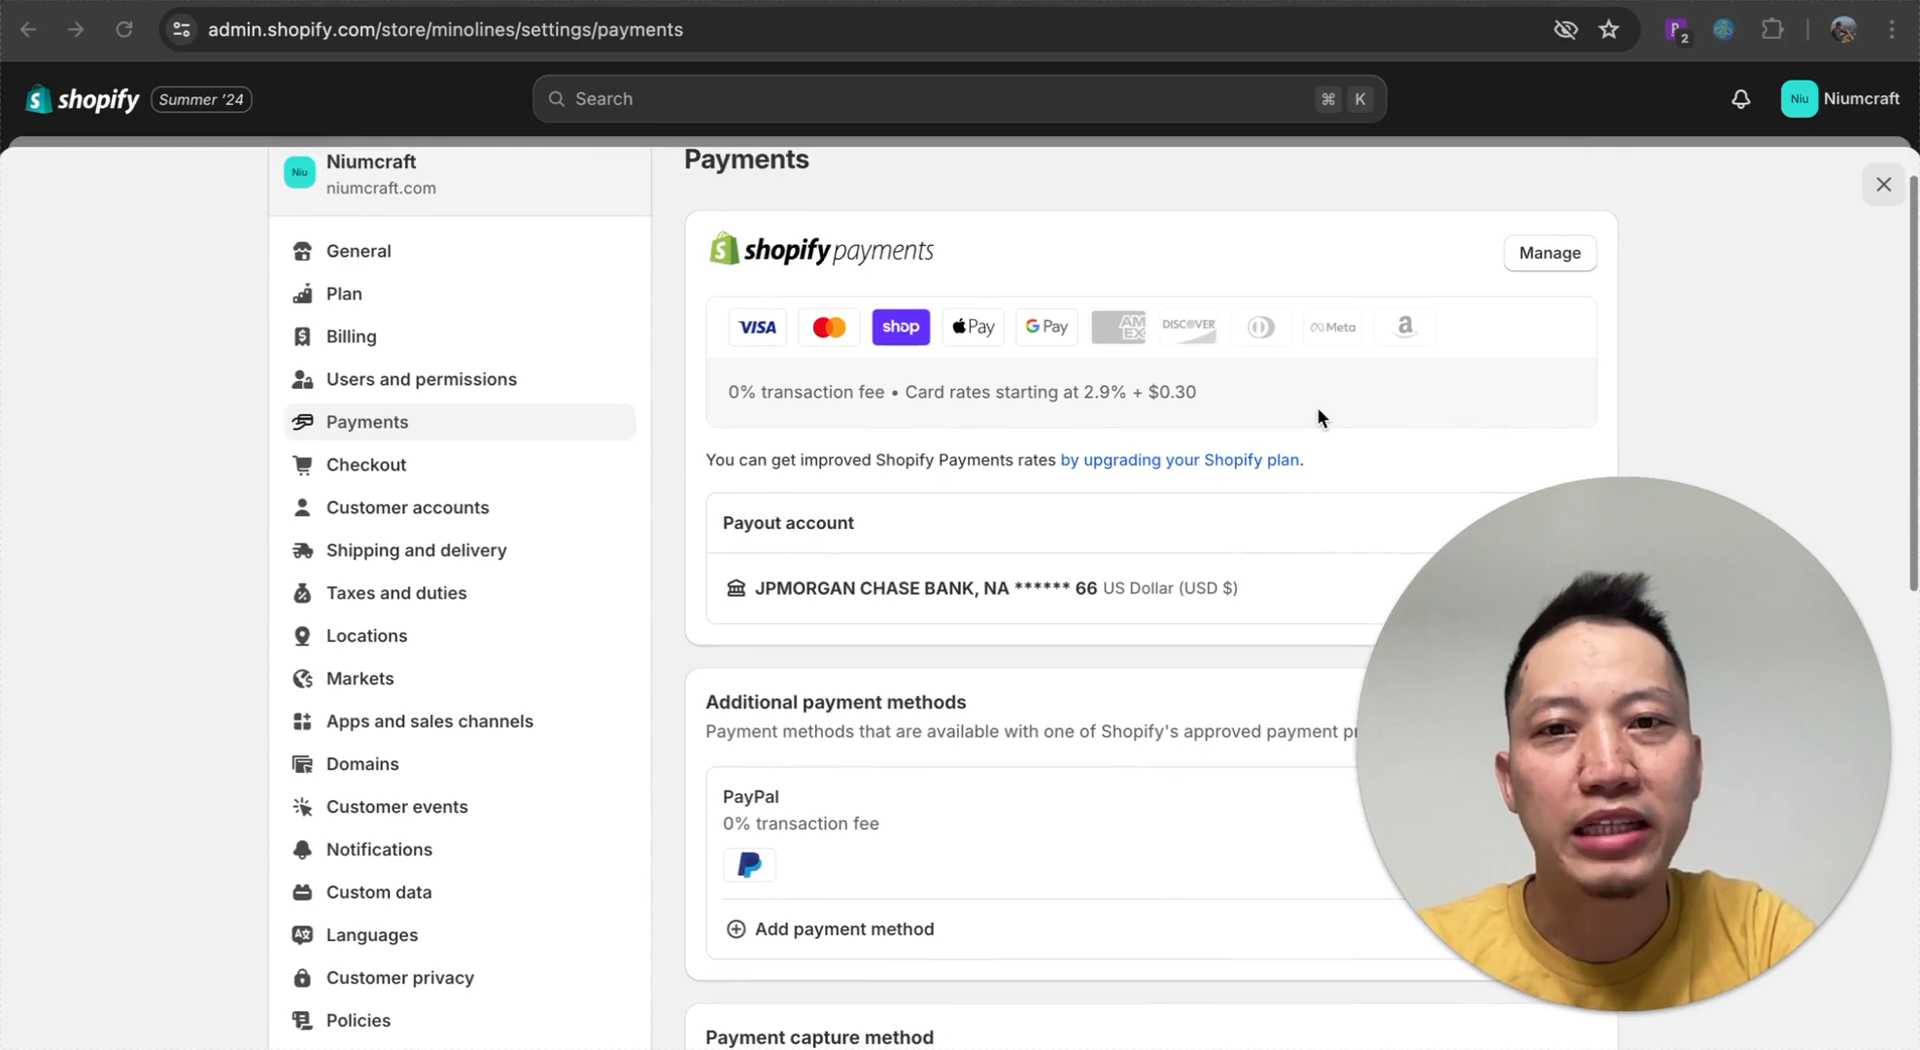 admin.shopify.com/store/minolines/settings/payments
P 2
shopify Summer '24
Search ⌘ K
Niu Niumcraft
Niu Niumcraft
niumcraft.com
General
Plan
Billing
Users and permissions
Payments
Checkout
Customer accounts
Shipping and delivery
Taxes and duties
Locations
Markets
Apps and sales channels
Domains
Customer events
Notifications
Custom data
Languages
Customer privacy
Policies
Payments
shopify payments
Manage
VISA shop Pay G Pay AM EX DISCOVER Meta a
0% transaction fee • Card rates starting at 2.9% + $0.30
You can get improved Shopify Payments rates by upgrading your Shopify plan.
Payout account
JPMORGAN CHASE BANK, NA ****** 66 US Dollar (USD $)
Additional payment methods
Payment methods that are available with one of Shopify's approved payment
PayPal
0% transaction fee
Add payment method
Payment capture method